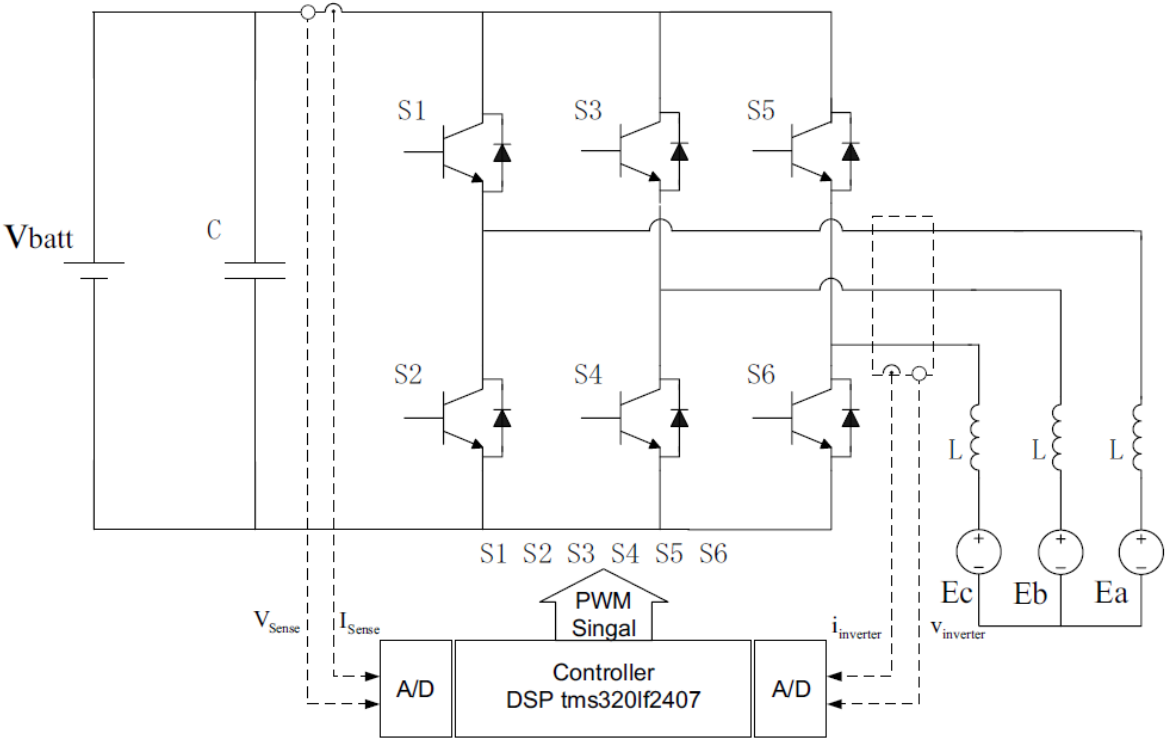 S1
S3
S5
Vbatt
C
S2
S4
S6
L
L
L
S1 S2 S3 S4 S5 S6
Ec
Eb
Ea
PWM
Singal
VSense
ISense
iinverter
vinverter
A/D
Controller
DSP tms320lf2407
A/D